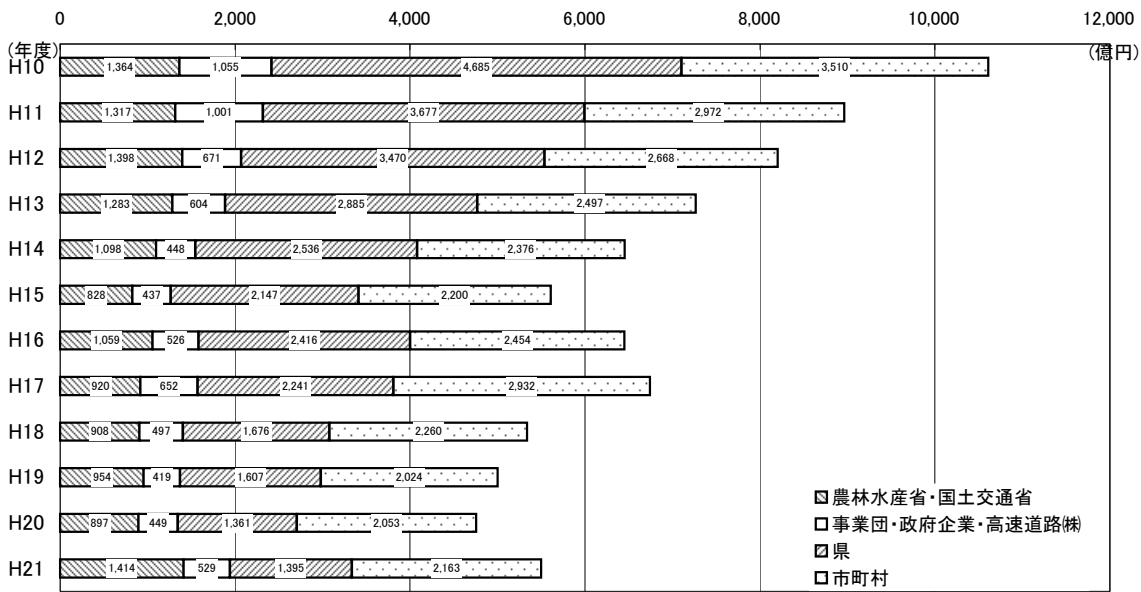 0 2,000 4,000 6,000 8,000 10,000 12,000
(年度) (億円)
H10 1,364 1,055 4,685 3,510
H11 1,317 1,001 3,677 2,972
H12 1,398 671 3,470 2,668
H13 1,283 604 2,885 2,497
H14 1,098 448 2,536 2,376
H15 828 437 2,147 2,200
H16 1,059 526 2,416 2,454
H17 920 652 2,241 2,932
H18 908 497 1,676 2,260
H19 954 419 1,607 2,024
農林水産省・国土交通省
事業団・政府企業・高速道路㈱
H20 897 449 1,361 2,053
県
H21 1,414 529 1,395 2,163
市町村